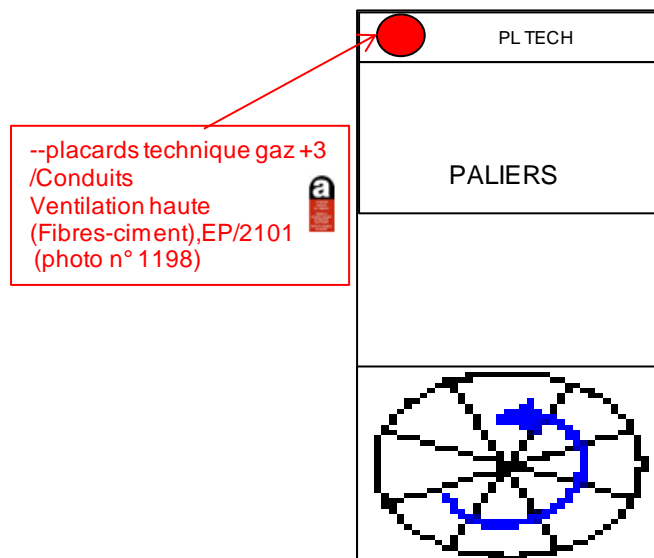 PL TECH
--placards technique gaz +3
/Conduits
Ventilation haute
(Fibres-ciment),EP/2101
(photo n° 1198)
a
PALIERS